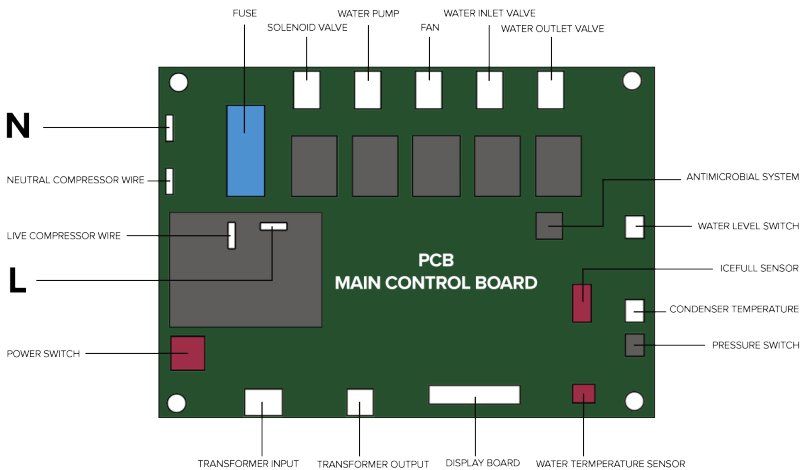 FUSE
WATER PUMP
WATER INLET VALVE
SOLENOID VALVE
FAN
WATER OUTLET VALVE
N
NEUTRAL COMPRESSOR WIRE
ANTIMICROBIAL SYSTEM
LIVE COMPRESSOR WIRE
WATER LEVEL SWITCH
PCB
MAIN CONTROL BOARD
L
ICEFULL SENSOR
CONDENSER TEMPERATURE
POWER SWITCH
PRESSURE SWITCH
TRANSFORMER INPUT
TRANSFORMER OUTPUT
DISPLAY BOARD
WATER TERMPERATURE SENSOR